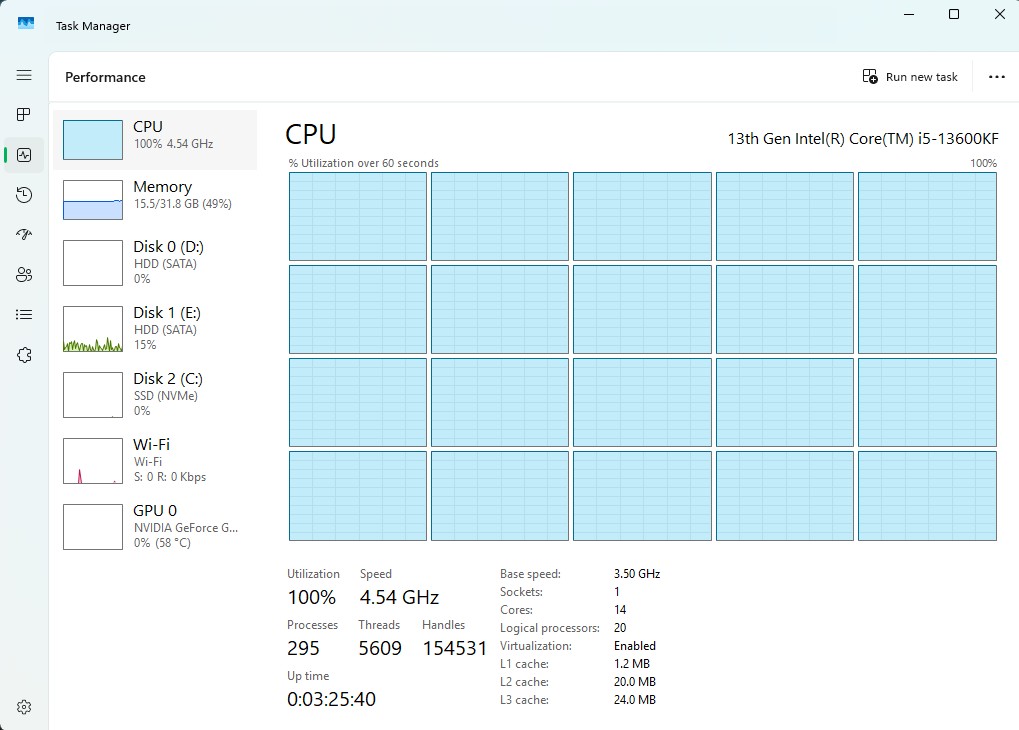 Task Manager
Performance
Run new task
CPU
100% 4.54 GHz
Memory
15.5/31.8 GB (49%)
Disk 0 (D:)
HDD (SATA)
0%
Disk 1 (E:)
HDD (SATA)
15%
Disk 2 (C:)
SSD (NVMe)
0%
Wi-Fi
Wi-Fi
S: 0 R: 0 Kbps
GPU 0
NVIDIA GeForce G...
0% (58 °C)
CPU
13th Gen Intel(R) Core(TM) i5-13600KF
% Utilization over 60 seconds
100%
Utilization
Speed
100%
4.54 GHz
Processes
Threads
Handles
295
5609
154531
Up time
0:03:25:40
Base speed: 3.50 GHz
Sockets: 1
Cores: 14
Logical processors: 20
Virtualization: Enabled
L1 cache: 1.2 MB
L2 cache: 20.0 MB
L3 cache: 24.0 MB